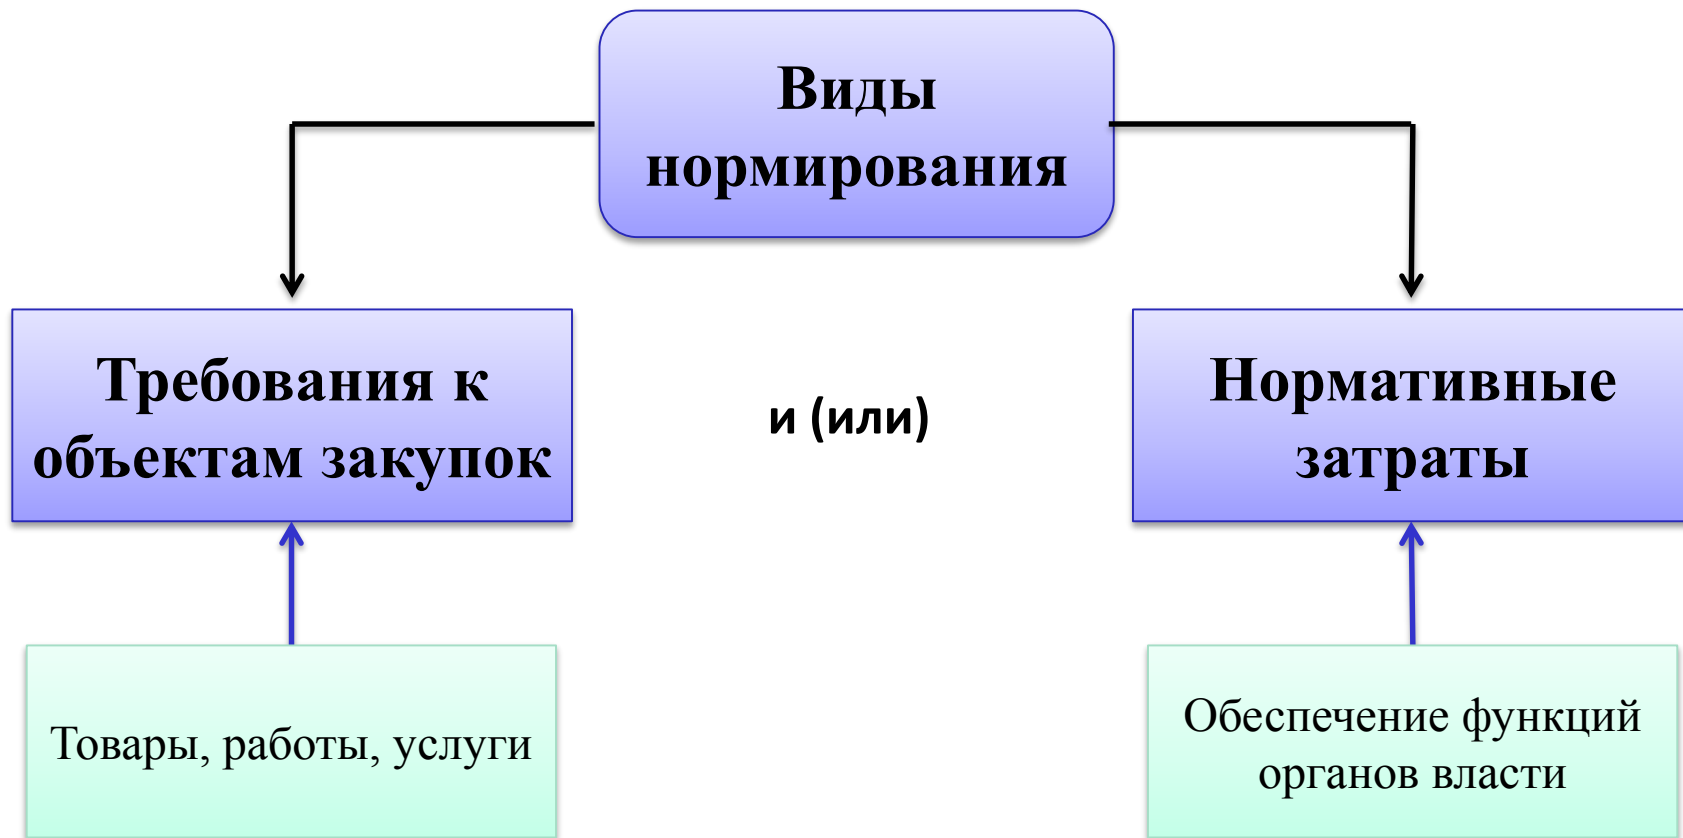 Виды
нормирования
Требования к
объектам закупок
и (или)
Нормативные
затраты
Товары, работы, услуги
Обеспечение функций
органов власти